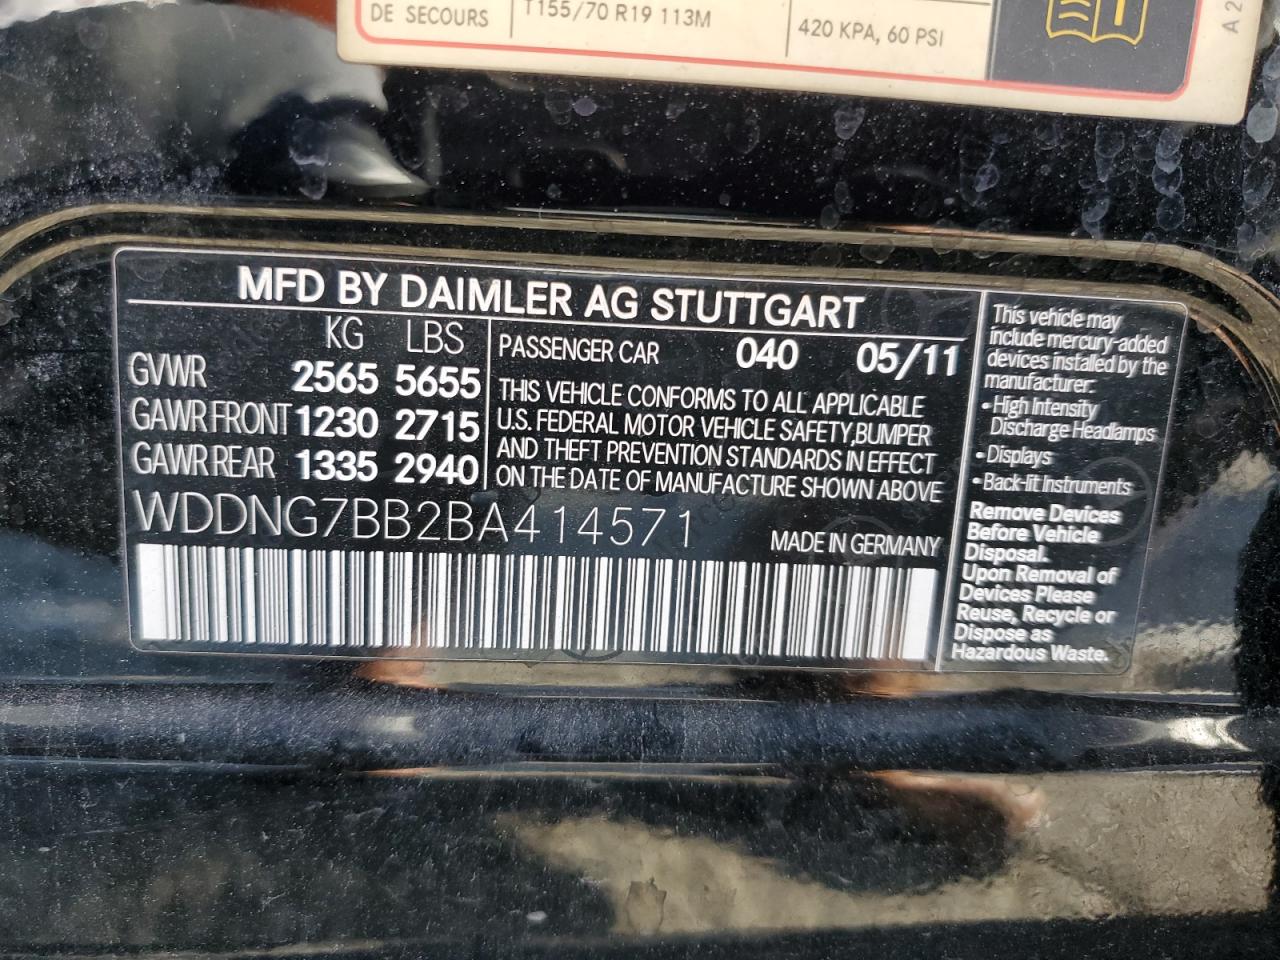 DE SECOURS T155/70 R19 113M 420 KPA, 60 PSI
MFD BY DAIMLER AG STUTTGART
KG LBS
GVWR 2565 5655
GAWR FRONT 1230 2715
GAWR REAR 1335 2940
PASSENGER CAR 040 05/11
THIS VEHICLE CONFORMS TO ALL APPLICABLE
U.S. FEDERAL MOTOR VEHICLE SAFETY,BUMPER
AND THEFT PREVENTION STANDARDS IN EFFECT
ON THE DATE OF MANUFACTURE SHOWN ABOVE
WDDNG7BB2BA414571
MADE IN GERMANY
This vehicle may
include mercury-added
devices installed by the
manufacturer:
• High Intensity
Discharge Headlamps
• Displays
• Back-lit Instruments
Remove Devices
Before Vehicle
Disposal.
Upon Removal of
Devices Please
Reuse, Recycle or
Dispose as
Hazardous Waste.